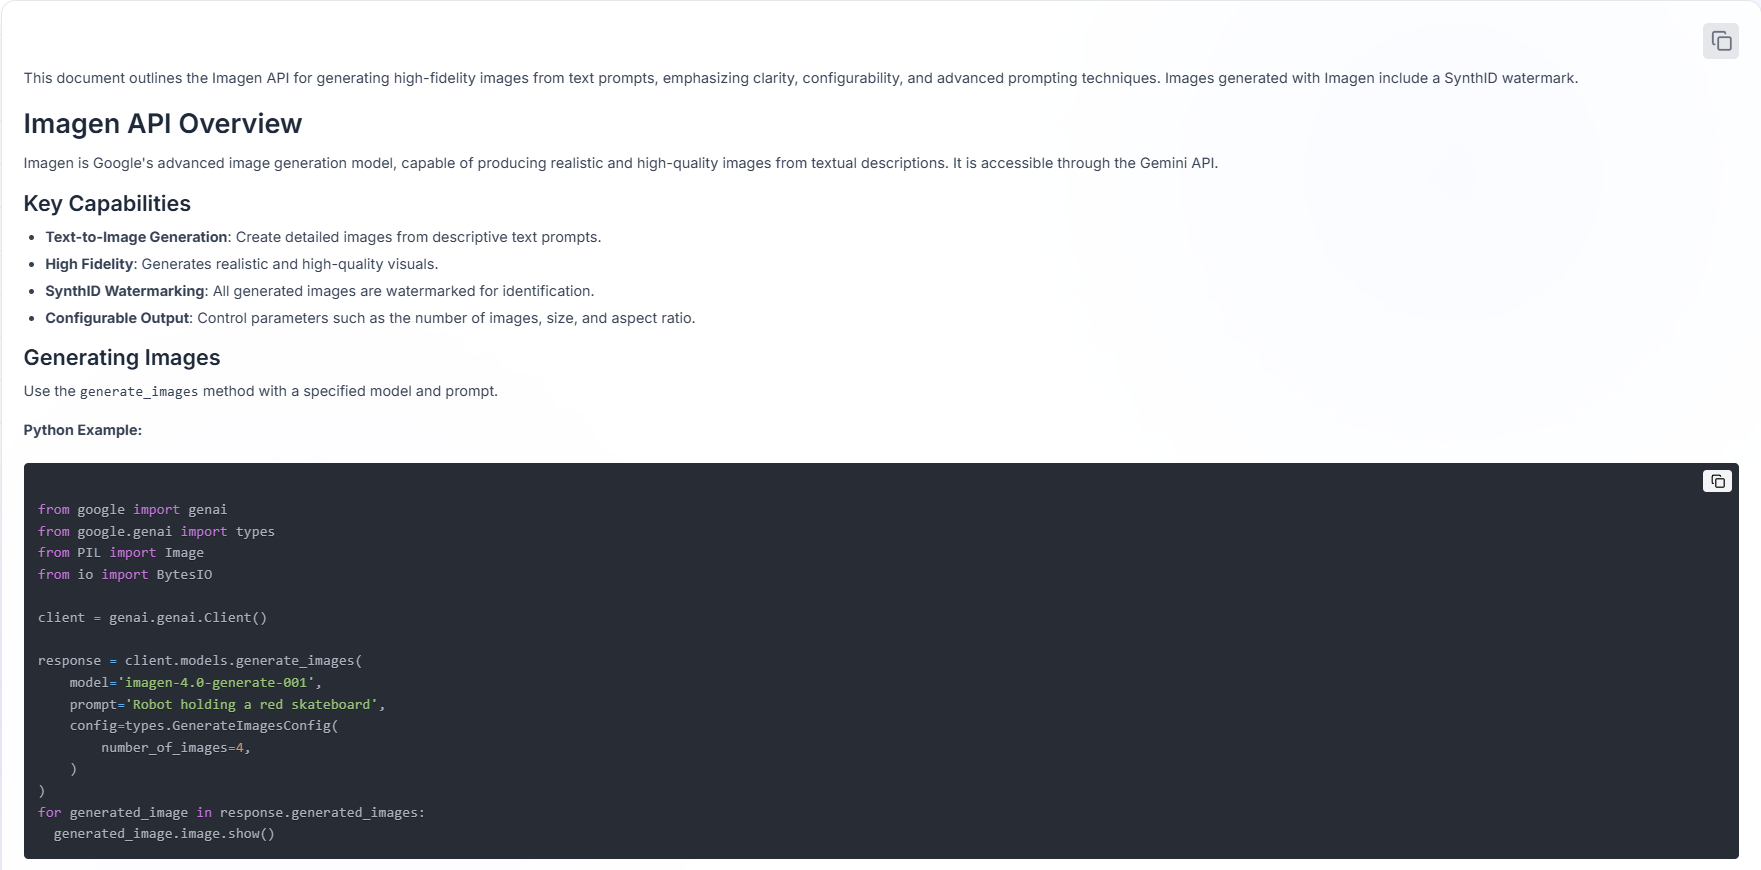 This document outlines the Imagen API for generating high-fidelity images from text prompts, emphasizing clarity, configurability, and advanced prompting techniques. Images generated with Imagen include a SynthID watermark.
Imagen API Overview
Imagen is Google's advanced image generation model, capable of producing realistic and high-quality images from textual descriptions. It is accessible through the Gemini API.
Key Capabilities
• Text-to-Image Generation: Create detailed images from descriptive text prompts.
• High Fidelity: Generates realistic and high-quality visuals.
• SynthID Watermarking: All generated images are watermarked for identification.
• Configurable Output: Control parameters such as the number of images, size, and aspect ratio.
Generating Images
Use the generate_images method with a specified model and prompt.
Python Example:
from google import genai
from google.genai import types
from PIL import Image
from io import BytesIO

client = genai.genai.Client()

response = client.models.generate_images(
    model='imagen-4.0-generate-001',
    prompt='Robot holding a red skateboard',
    config=types.GenerateImagesConfig(
        number_of_images=4,
    )
)
for generated_image in response.generated_images:
  generated_image.image.show()